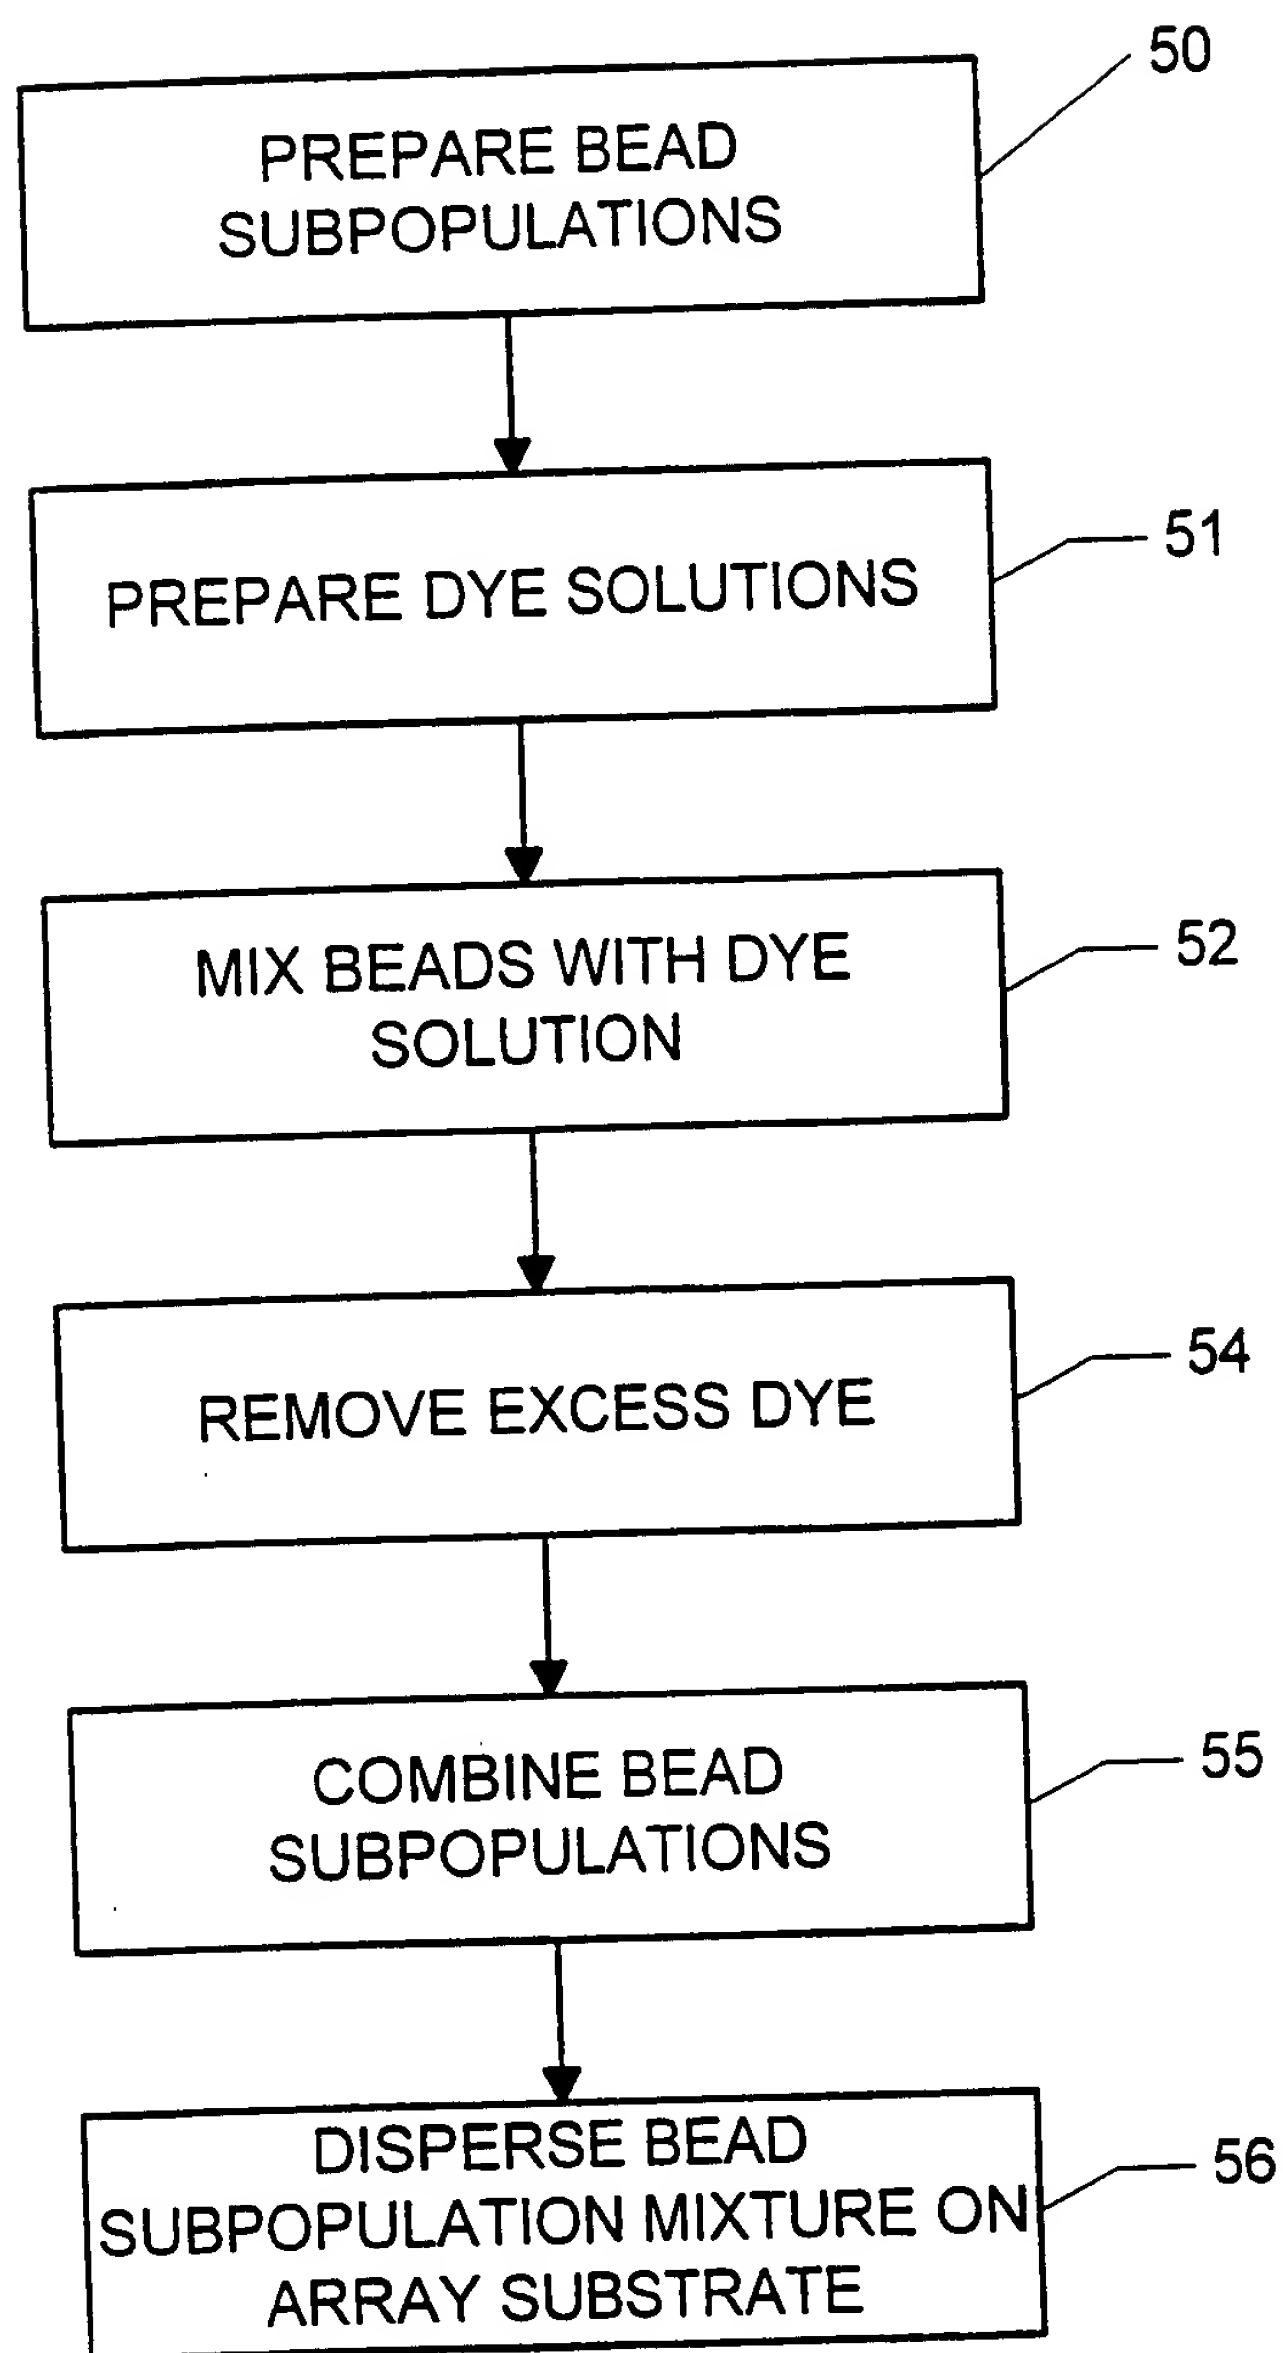 50
PREPARE BEAD
SUBPOPULATIONS
51
PREPARE DYE SOLUTIONS
52
MIX BEADS WITH DYE
SOLUTION
54
REMOVE EXCESS DYE
55
COMBINE BEAD
SUBPOPULATIONS
56
DISPERSE BEAD
SUBPOPULATION MIXTURE ON
ARRAY SUBSTRATE